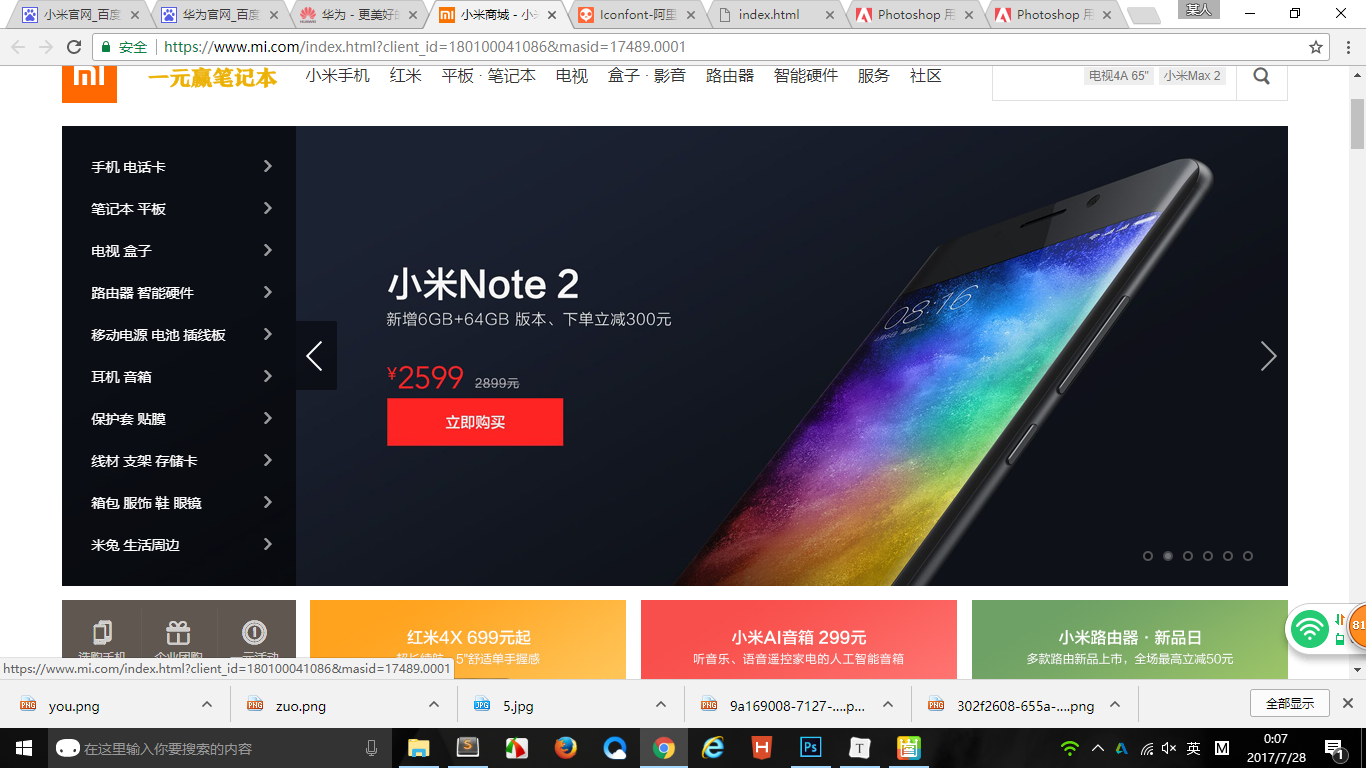 小米官网_百度
华为官网_百度
华为 - 更美好
小米商城 - 小
Iconfont-阿里
index.html
Photoshop 用
Photoshop 用
某人
安全
https://www.mi.com/index.html?client_id=180100041086&masid=17489.0001
mi
一元赢笔记本
小米手机
红米
平板 · 笔记本
电视
盒子 · 影音
路由器
智能硬件
服务
社区
电视4A 65"
小米Max 2
手机 电话卡
笔记本 平板
电视 盒子
路由器 智能硬件
移动电源 电池 插线板
耳机 音箱
保护套 贴膜
线材 支架 存储卡
箱包 服饰 鞋 眼镜
米兔 生活周边
小米Note 2
新增6GB+64GB 版本、下单立减300元
¥2599 2899元
立即购买
08:16
选购手机
企业团购
一元活动
红米4X 699元起
5"舒适单手握感
小米AI音箱 299元
听音乐、语音遥控家电的人工智能音箱
小米路由器 · 新品日
多款路由新品上市，全场最高立减50元
81
https://www.mi.com/index.html?client_id=180100041086&masid=17489.0001
you.png
zuo.png
5.jpg
9a169008-7127-....p...
302f2608-655a-....png
全部显示
在这里输入你要搜索的内容
英
M
0:07
2017/7/28
1